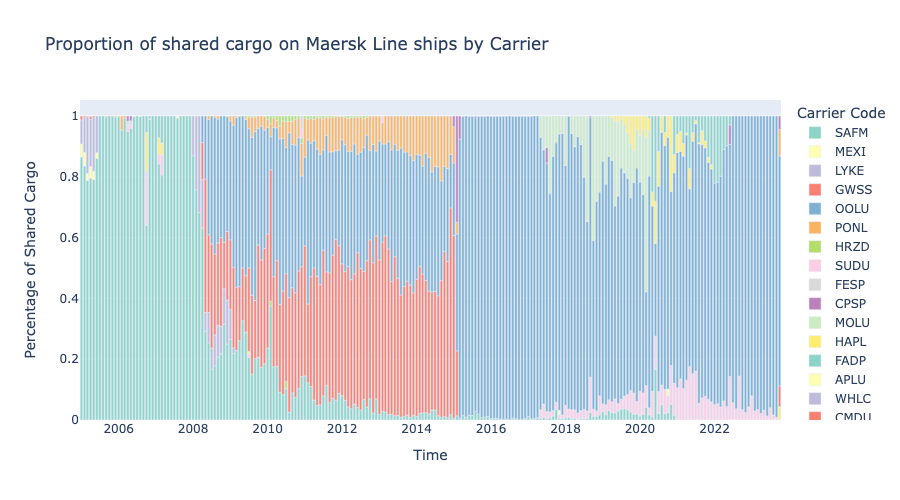 Proportion of shared cargo on Maersk Line ships by Carrier
Percentage of Shared Cargo
1
0.8
0.6
0.4
0.2
0
2006
2008
2010
2012
2014
2016
2018
2020
2022
Time
Carrier Code
SAFM
MEXI
LYKE
GWSS
OOLU
PONL
HRZD
SUDU
FESP
CPSP
MOLU
HAPL
FADP
APLU
WHLC
CMDU